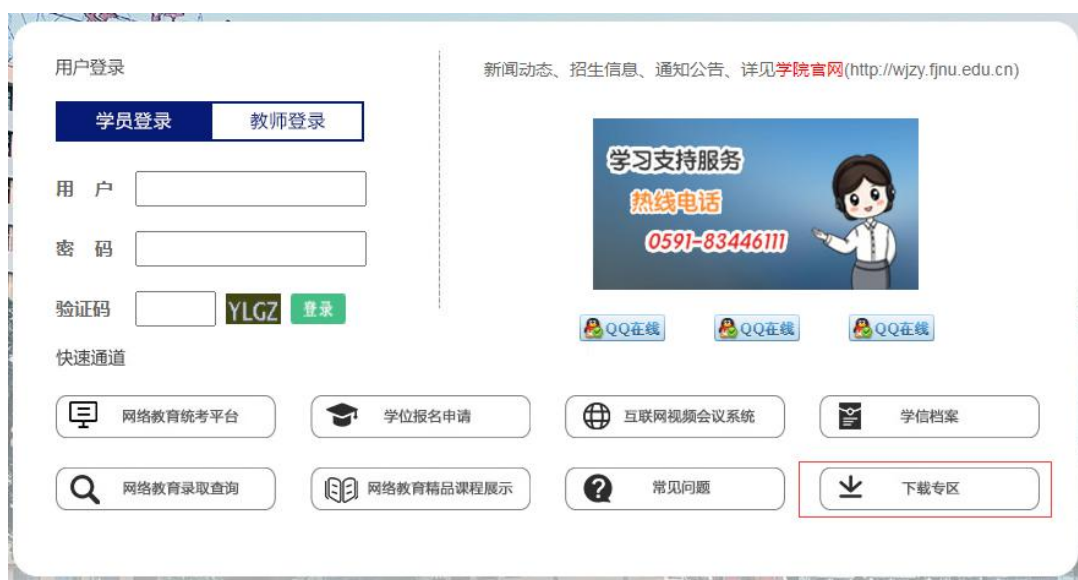 用户登录
新闻动态、招生信息、通知公告、详见学院官网(http://wjzy.fjnu.edu.cn)
学员登录
教师登录
用 户
密 码
验证码
YLGZ
登录
学习支持服务
热线电话
0591-83446111
QQ在线
QQ在线
QQ在线
快速通道
网络教育统考平台
学位报名申请
互联网视频会议系统
学信档案
网络教育录取查询
网络教育精品课程展示
常见问题
下载专区